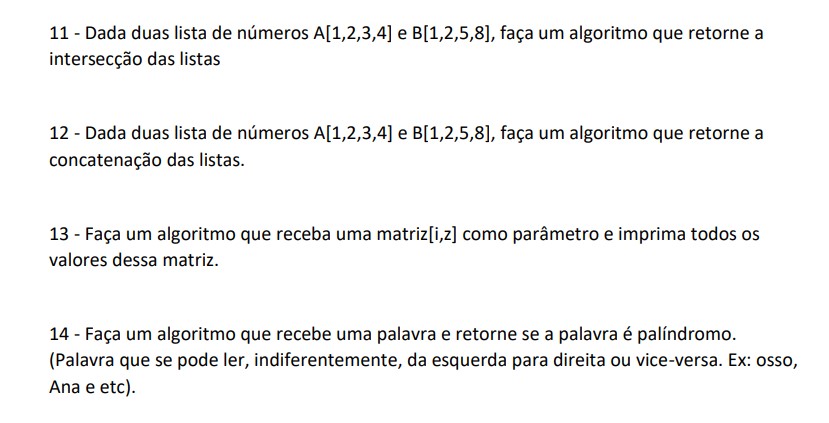 11 - Dada duas lista de números A[1,2,3,4] e B[1,2,5,8], faça um algoritmo que retorne a
intersecção das listas
12 - Dada duas lista de números A[1,2,3,4] e B[1,2,5,8], faça um algoritmo que retorne a
concatenação das listas.
13 - Faça um algoritmo que receba uma matriz[i,z] como parâmetro e imprima todos os
valores dessa matriz.
14 - Faça um algoritmo que recebe uma palavra e retorne se a palavra é palíndromo.
(Palavra que se pode ler, indiferentemente, da esquerda para direita ou vice-versa. Ex: osso,
Ana e etc).